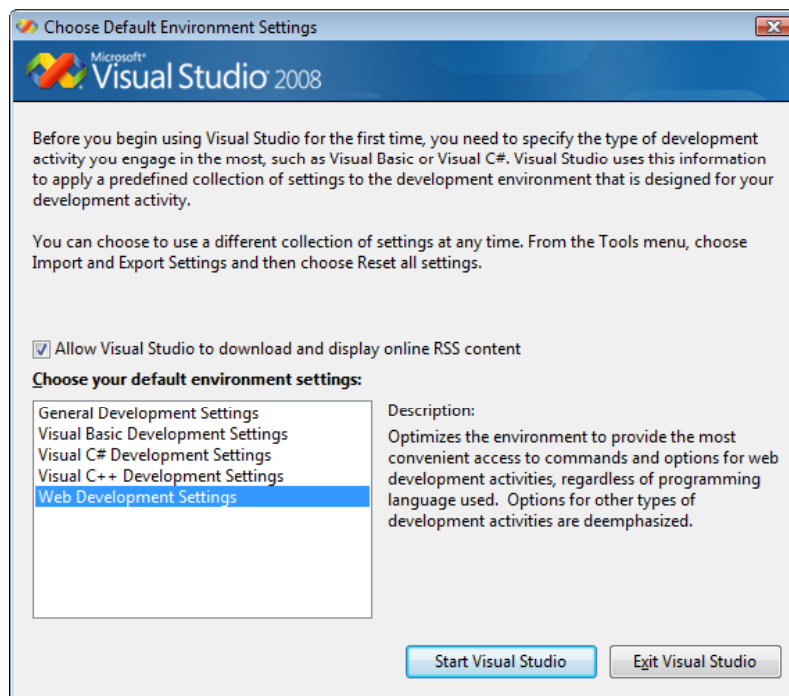 Choose Default Environment Settings
Microsoft®
Visual Studio® 2008
Before you begin using Visual Studio for the first time, you need to specify the type of development
activity you engage in the most, such as Visual Basic or Visual C#. Visual Studio uses this information
to apply a predefined collection of settings to the development environment that is designed for your
development activity.
You can choose to use a different collection of settings at any time. From the Tools menu, choose
Import and Export Settings and then choose Reset all settings.
Allow Visual Studio to download and display online RSS content
Choose your default environment settings:
General Development Settings
Visual Basic Development Settings
Visual C# Development Settings
Visual C++ Development Settings
Web Development Settings
Description:
Optimizes the environment to provide the most
convenient access to commands and options for web
development activities, regardless of programming
language used.  Options for other types of
development activities are deemphasized.
Start Visual Studio
Exit Visual Studio